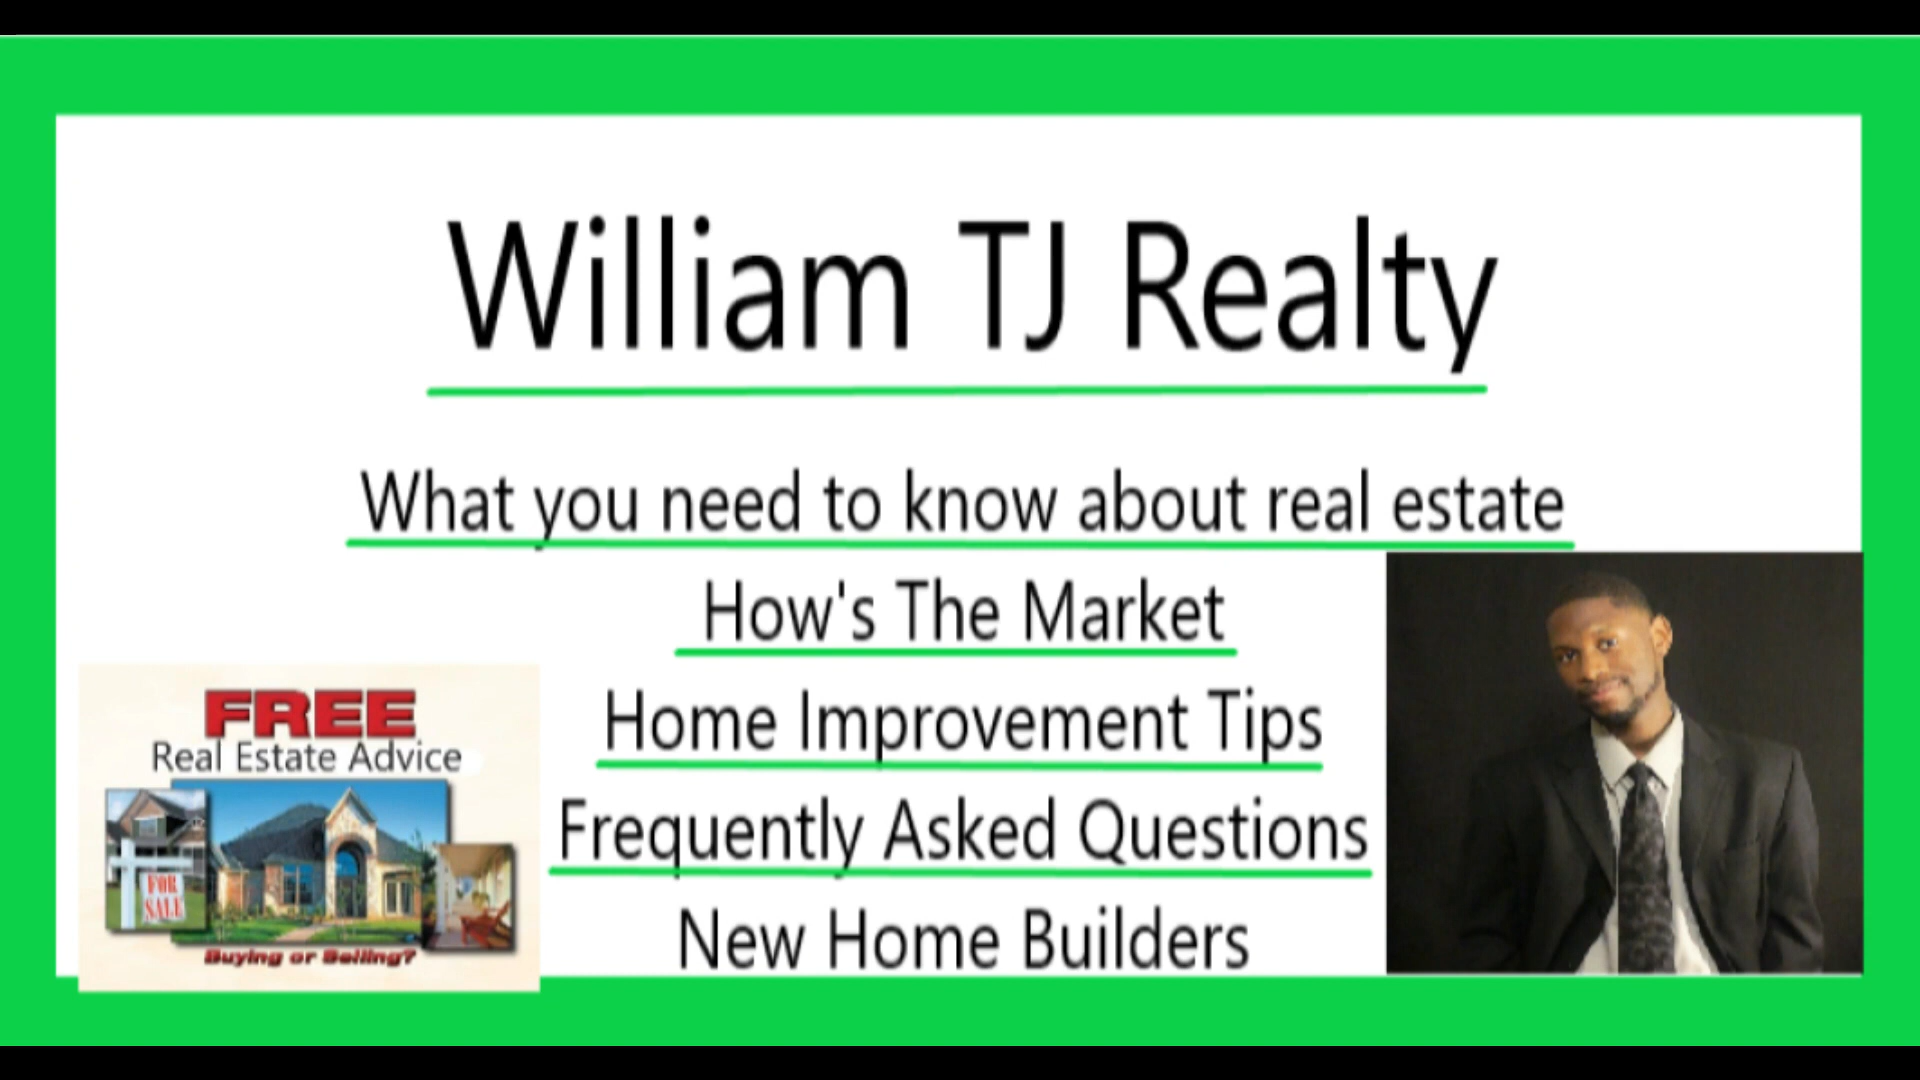 William TJ Realty
What you need to know about real estate
How's The Market
Home Improvement Tips
Frequently Asked Questions
New Home Builders
FREE
Real Estate Advice
FOR
SALE
Buying or Selling?